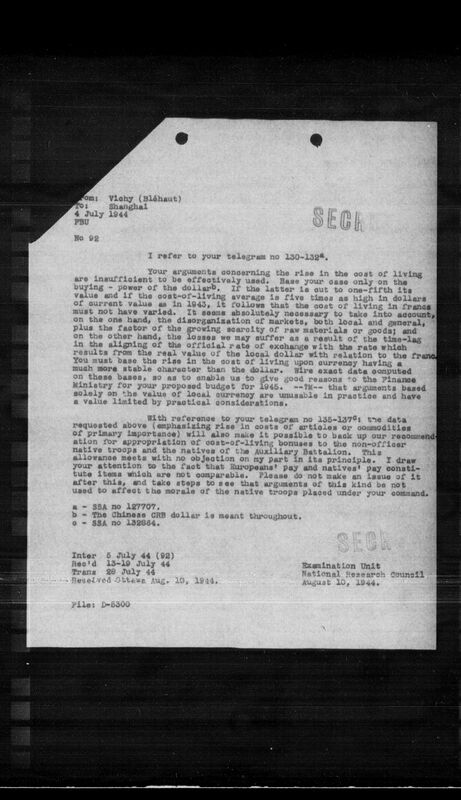 From: Vichy (Bléhaut)
To: Shanghai
4 July 1944
FBU
No 92
SECR
I refer to your telegram no 130-132a.
Your arguments concerning the rise in the cost of living
are insufficient to be effectively used. Base your case only on the
buying - power of the dollarb. If the latter is cut to one-fifth its
value and if the cost-of-living average is five times as high in dollars
of current value as in 1943, it follows that the cost of living in francs
must not have varied. It seems absolutely necessary to take into account,
on the one hand, the disorganization of markets, both local and general,
plus the factor of the growing scarcity of raw materials or goods; and
on the other hand, the losses we may suffer as a result of the time-lag
in the aligning of the official rate of exchange with the rate which
results from the real value of the local dollar with relation to the franc.
You must base the rise in the cost of living upon currency having a
much more stable character than the dollar. Wire exact data computed
on these bases, so as to enable us to give good reasons to the Finance
Ministry for your proposed budget for 1945. --TK-- that arguments based
solely on the value of local currency are unusable in practice and have
a value limited by practical considerations.
With reference to your telegram no 135-137c: the data
requested above (emphasizing rise in costs of articles or commodities
of primary importance) will also make it possible to back up our recommend-
ation for appropriation of cost-of-living bonuses to the non-officer
native troops and the natives of the Auxiliary Battalion. This
allowance meets with no objection on my part in its principle. I draw
your attention to the fact that Europeans' pay and natives' pay consti-
tute items which are not comparable. Please do not make an issue of it
after this, and take steps to see that arguments of this kind be not
used to affect the morale of the native troops placed under your command.
a - SSA no 127707.
b - The Chinese CRB dollar is meant throughout.
c - SSA no 132864.
SECR
Inter 5 July 44 (92)
Rec'd 13-19 July 44
Trans 28 July 44
Received Ottawa Aug. 10, 1944.
Examination Unit
National Research Council
August 10, 1944.
File: D-5300